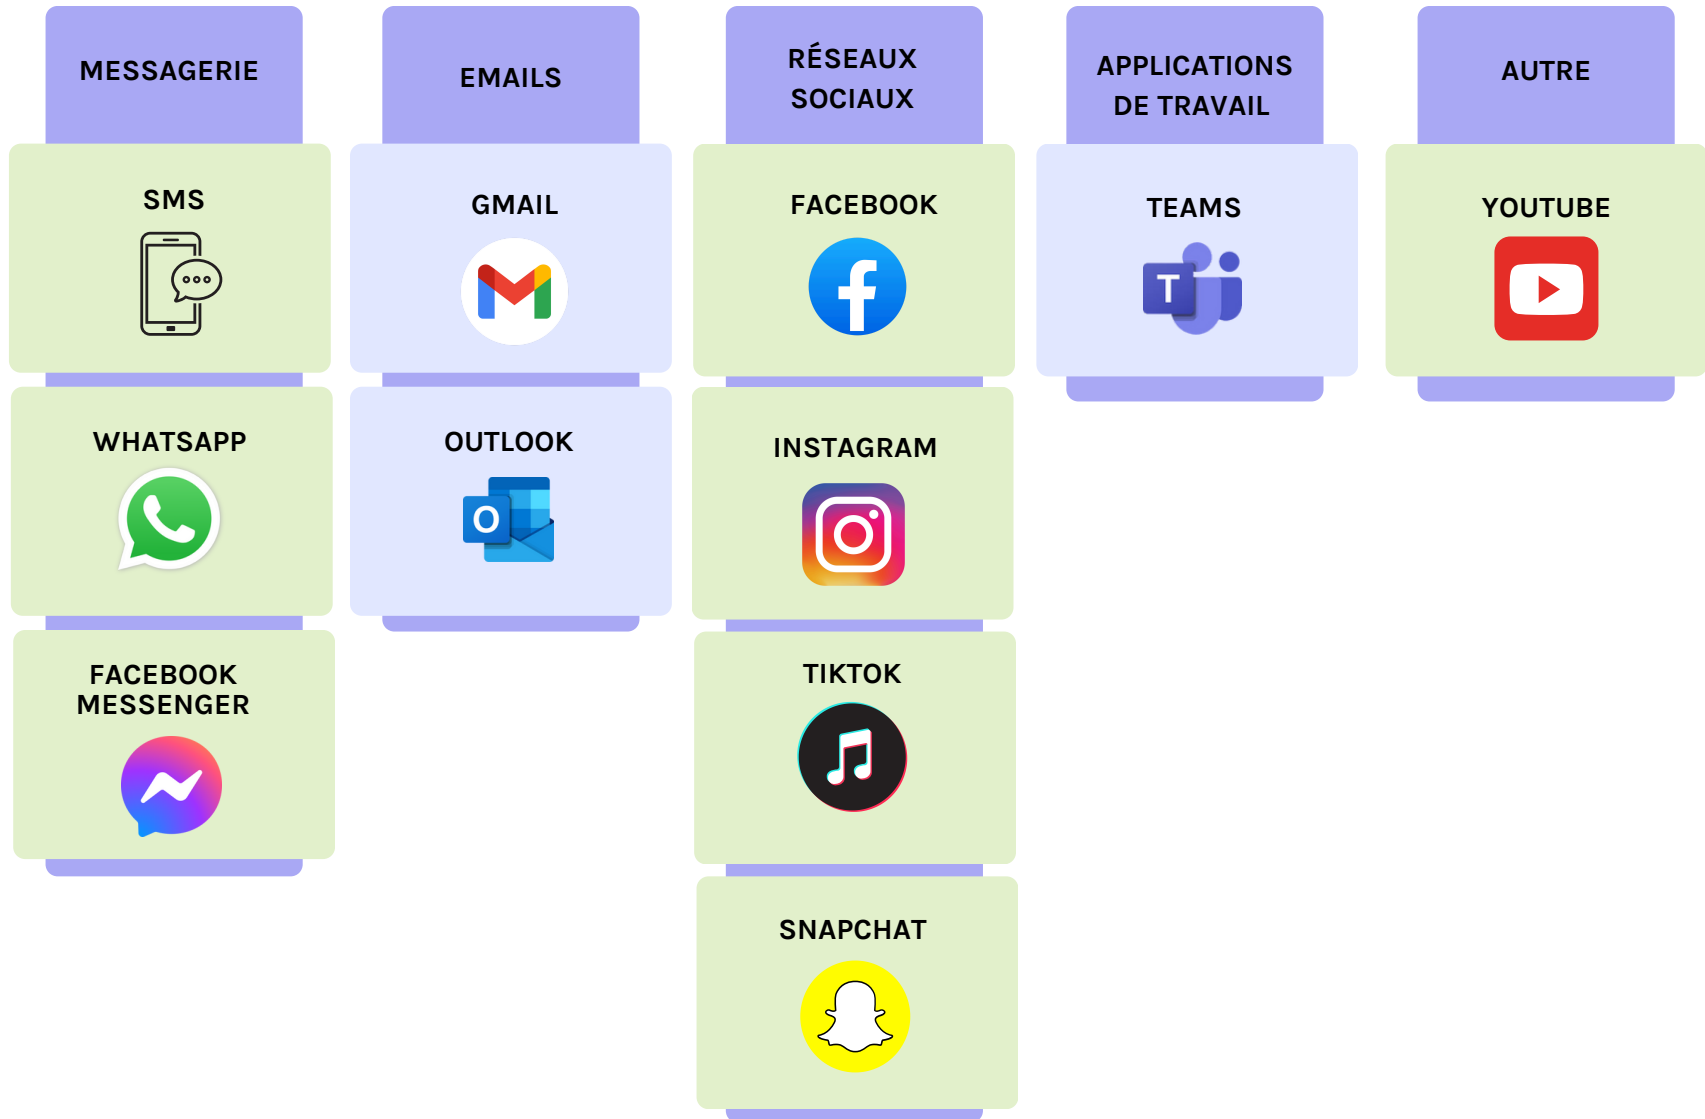 MESSAGERIE
SMS
WHATSAPP
FACEBOOK
MESSENGER
EMAILS
GMAIL
OUTLOOK
O
RÉSEAUX
SOCIAUX
FACEBOOK
f
INSTAGRAM
TIKTOK
SNAPCHAT
APPLICATIONS
DE TRAVAIL
TEAMS
T
AUTRE
YOUTUBE